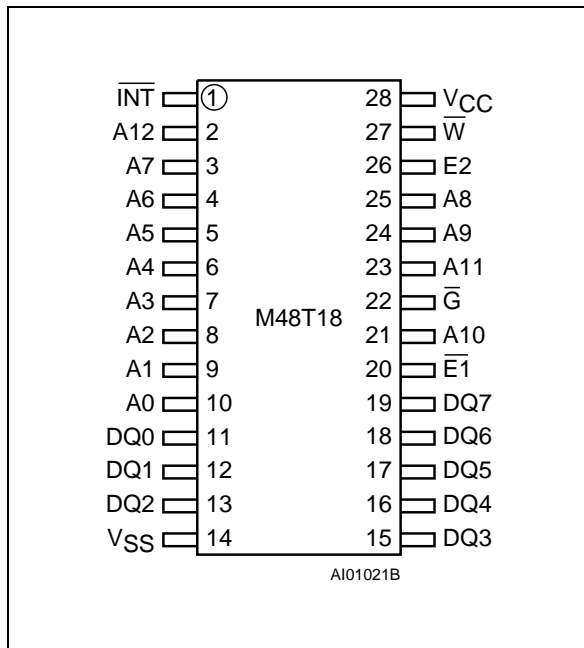 I̅N̅T̅ 1 28 VCC
A12 2 27 W̅
A7 3 26 E2
A6 4 25 A8
A5 5 24 A9
A4 6 23 A11
A3 7 22 G̅
M48T18
A2 8 21 A10
A1 9 20 E̅1̅
A0 10 19 DQ7
DQ0 11 18 DQ6
DQ1 12 17 DQ5
DQ2 13 16 DQ4
VSS 14 15 DQ3
AI01021B